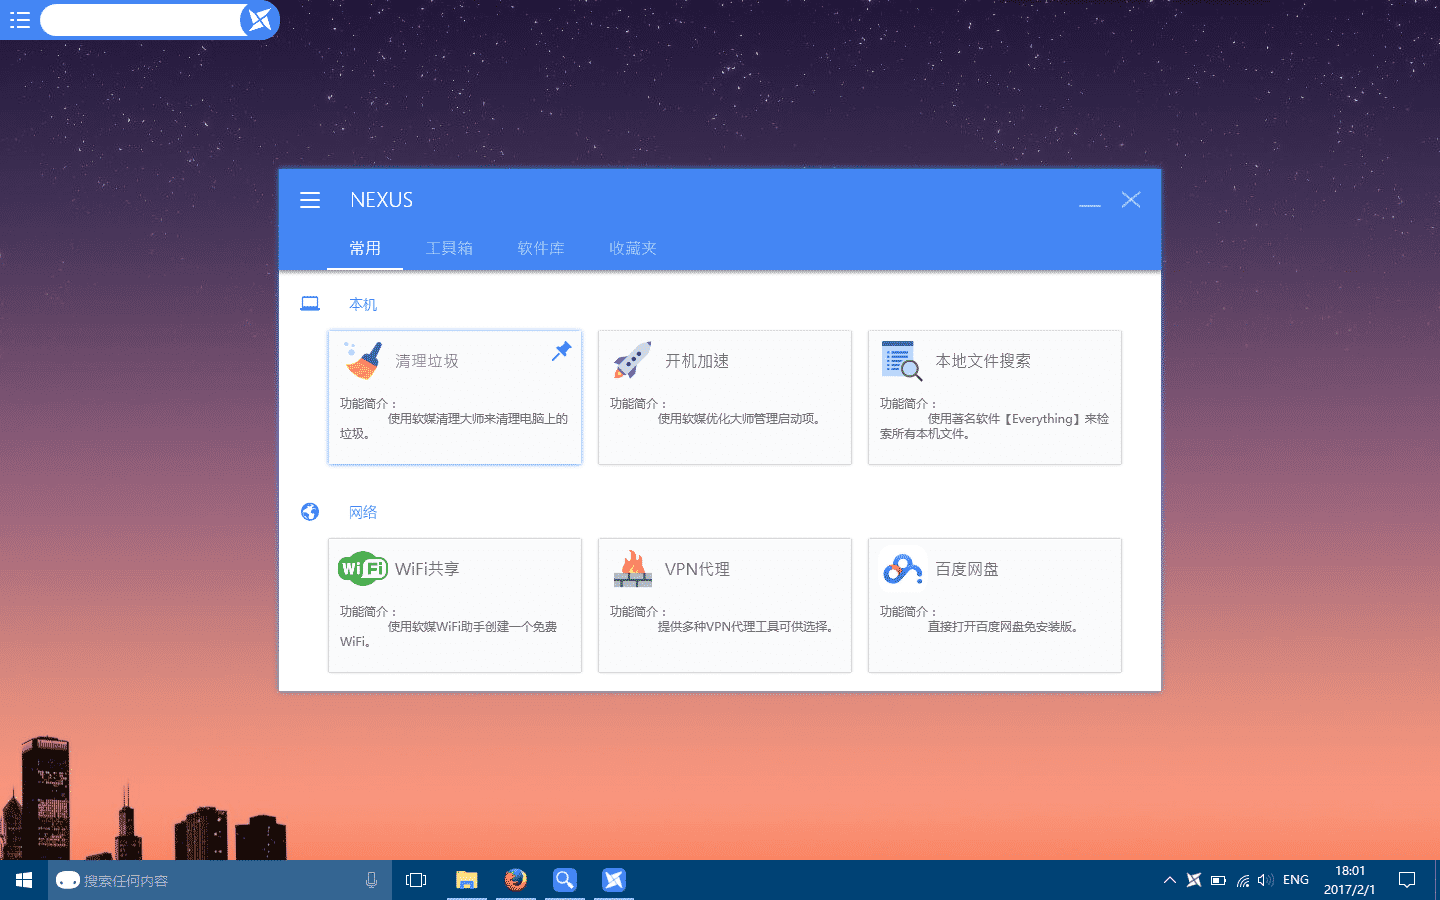 NEXUS
常用 工具箱 软件库 收藏夹
本机
清理垃圾
功能简介：
使用软媒清理大师来清理电脑上的
垃圾。
开机加速
功能简介：
使用软媒优化大师管理启动项。
本地文件搜索
功能简介：
使用著名软件【Everything】来检
索所有本机文件。
网络
WiFi WiFi共享
功能简介：
使用软媒WiFi助手创建一个免费
WiFi。
VPN代理
功能简介：
提供多种VPN代理工具可供选择。
百度网盘
功能简介：
直接打开百度网盘免安装版。
搜索任何内容
ENG
18:01
2017/2/1